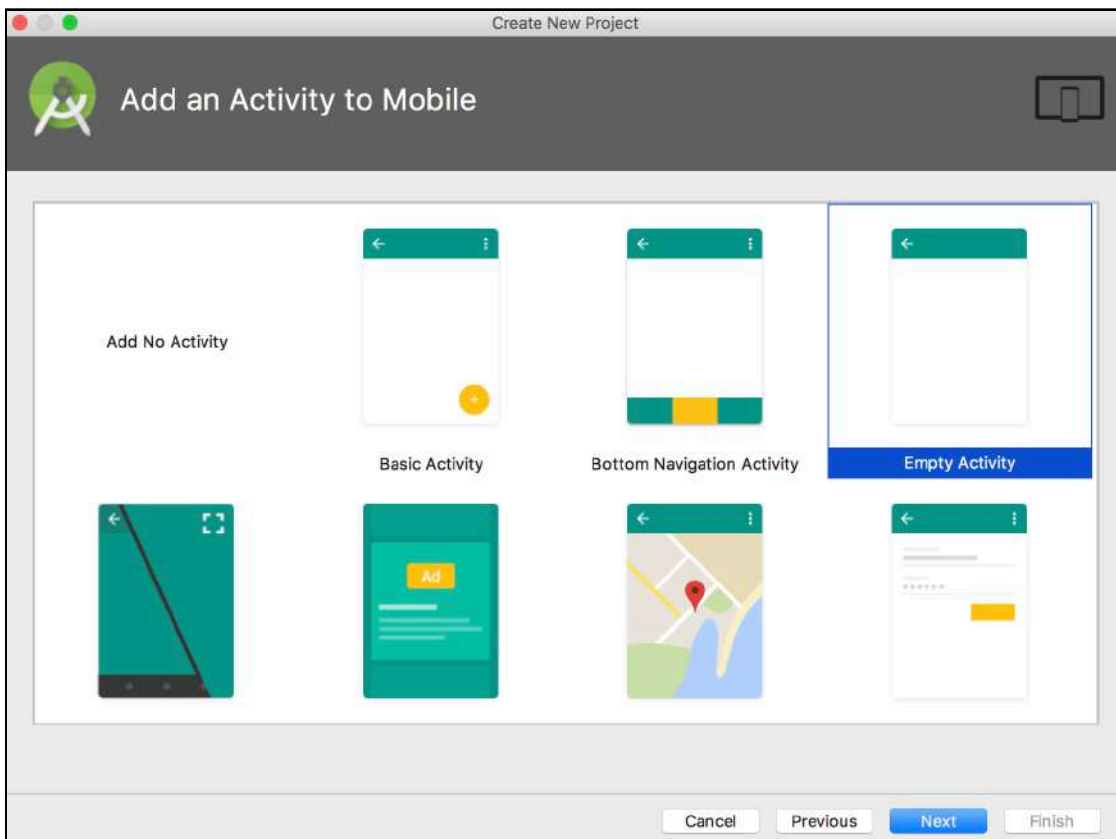 Create New Project
Add an Activity to Mobile
Add No Activity
Basic Activity
Bottom Navigation Activity
Empty Activity
Ad
Cancel
Previous
Next
Finish